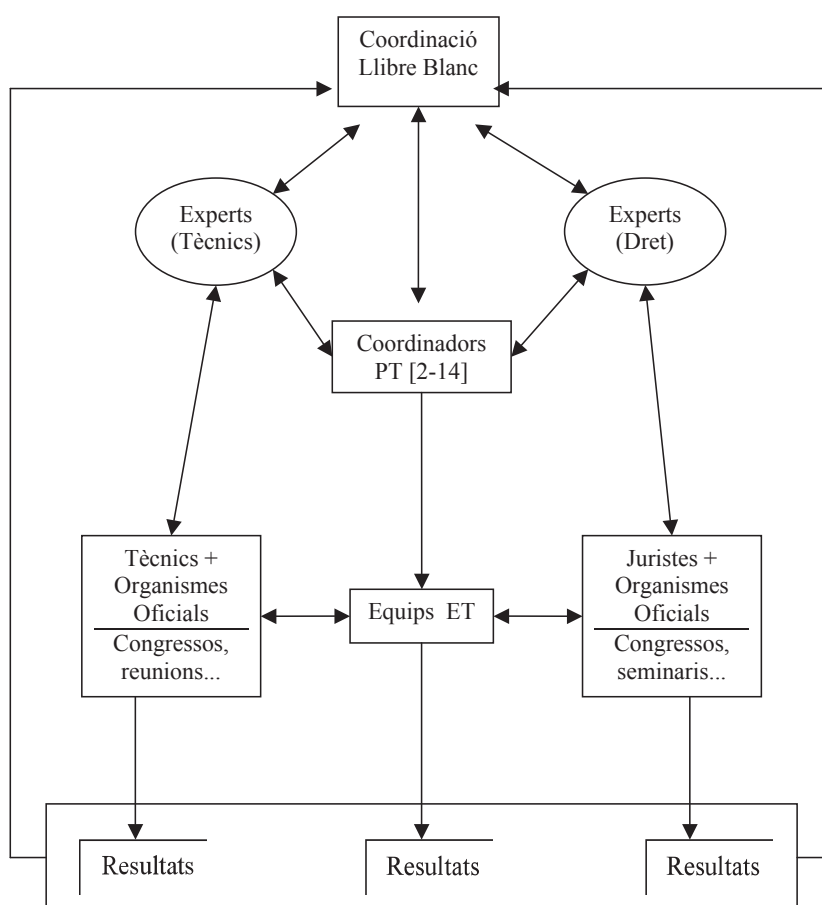 Coordinació
Llibre Blanc
Experts
(Tècnics)
Experts
(Dret)
Coordinadors
PT [2-14]
Tècnics +
Organismes
Oficials
Congressos,
reunions...
Equips ET
Juristes +
Organismes
Oficials
Congressos,
seminaris...
Resultats
Resultats
Resultats